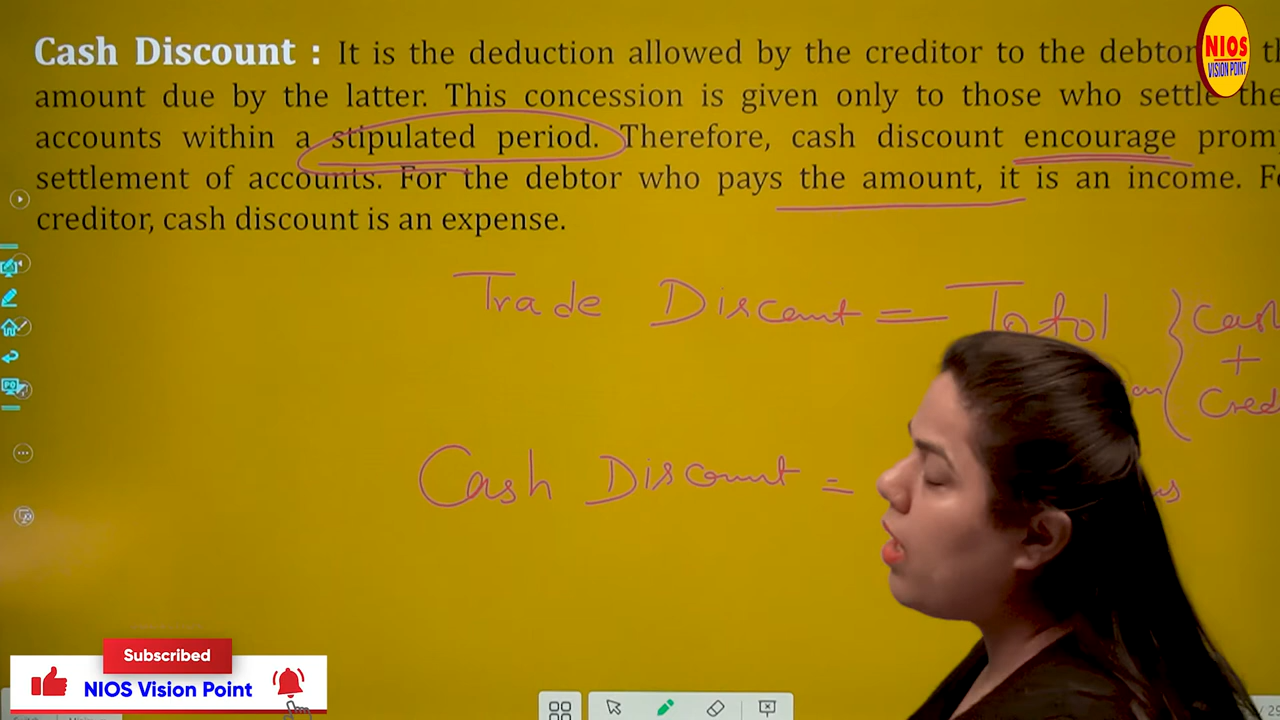 Cash Discount : It is the deduction allowed by the creditor to the debtor
amount due by the latter. This concession is given only to those who settle the
accounts within a stipulated period. Therefore, cash discount encourage prom
settlement of accounts. For the debtor who pays the amount, it is an income. F
creditor, cash discount is an expense.
NIOS
VISION POINT
Trade Discount = Total } Cash
+
Cred
Cash Discount =
Subscribed
NIOS Vision Point